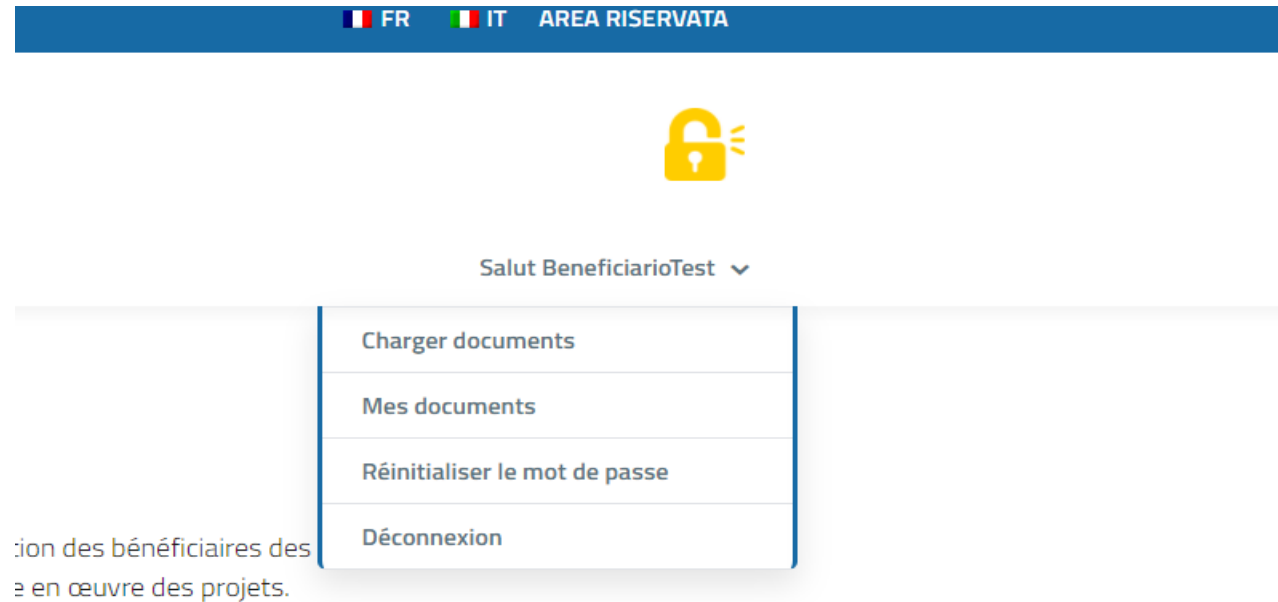 FR IT AREA RISERVATA
Salut BeneficiarioTest
Charger documents
Mes documents
Réinitialiser le mot de passe
Déconnexion
des bénéficiaires des
en œuvre des projets.